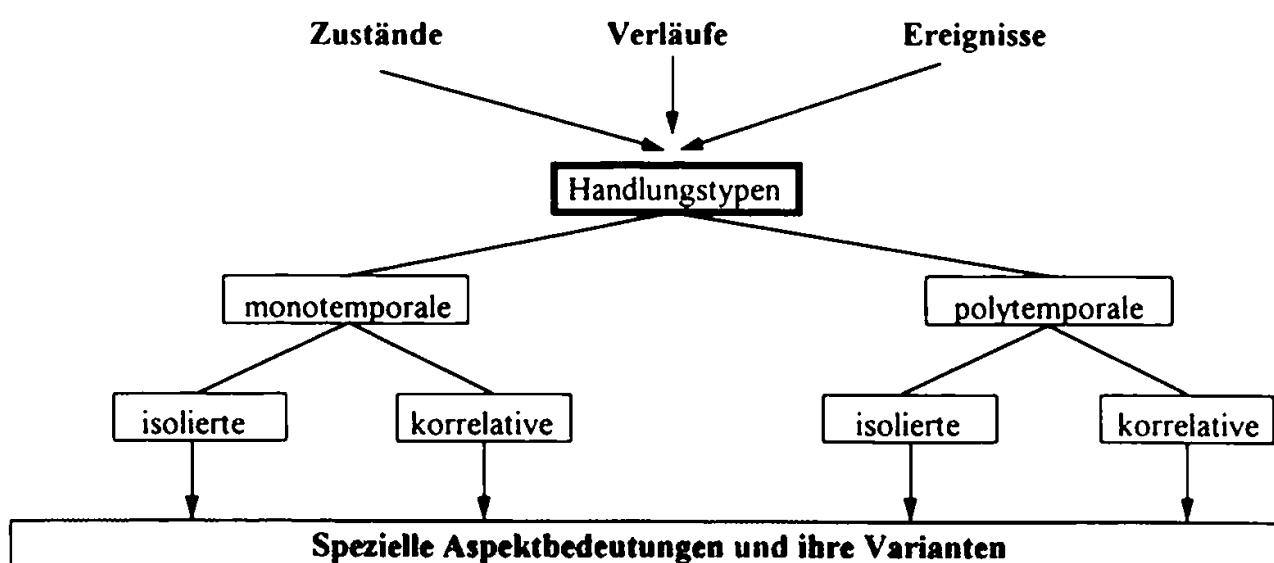 Zustände Verläufe Ereignisse
Handlungstypen
monotemporale polytemporale
isolierte korrelative isolierte korrelative
Spezielle Aspektbedeutungen und ihre Varianten